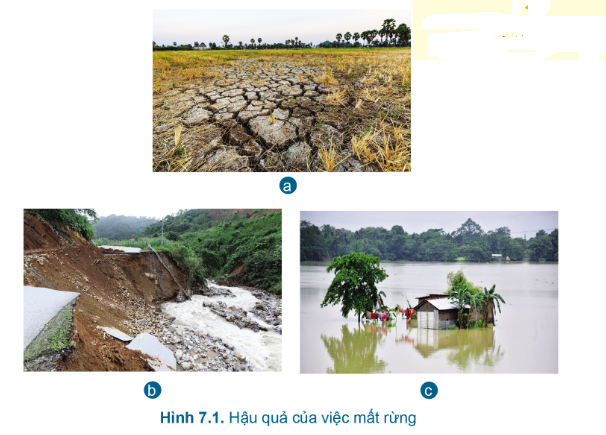 a
b
c
Hình 7.1. Hậu quả của việc mất rừng